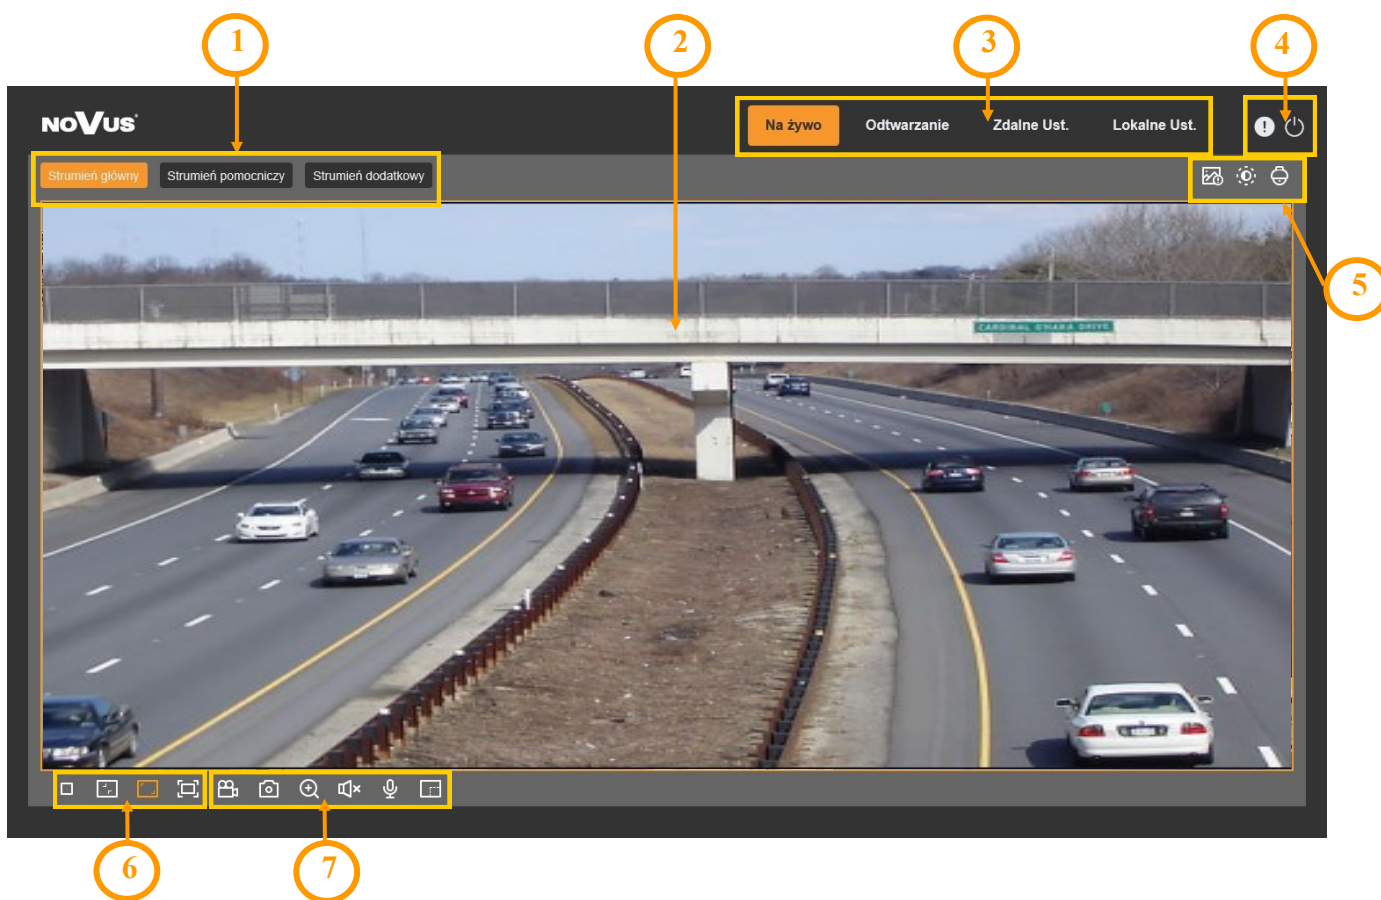 1 2 3 4
NOVUS
Na żywo Odtwarzanie Zdalne Ust. Lokalne Ust.
Strumień główny Strumień pomocniczy Strumień dodatkowy
5
CARDINAL O'HARA DRIVE
6 7